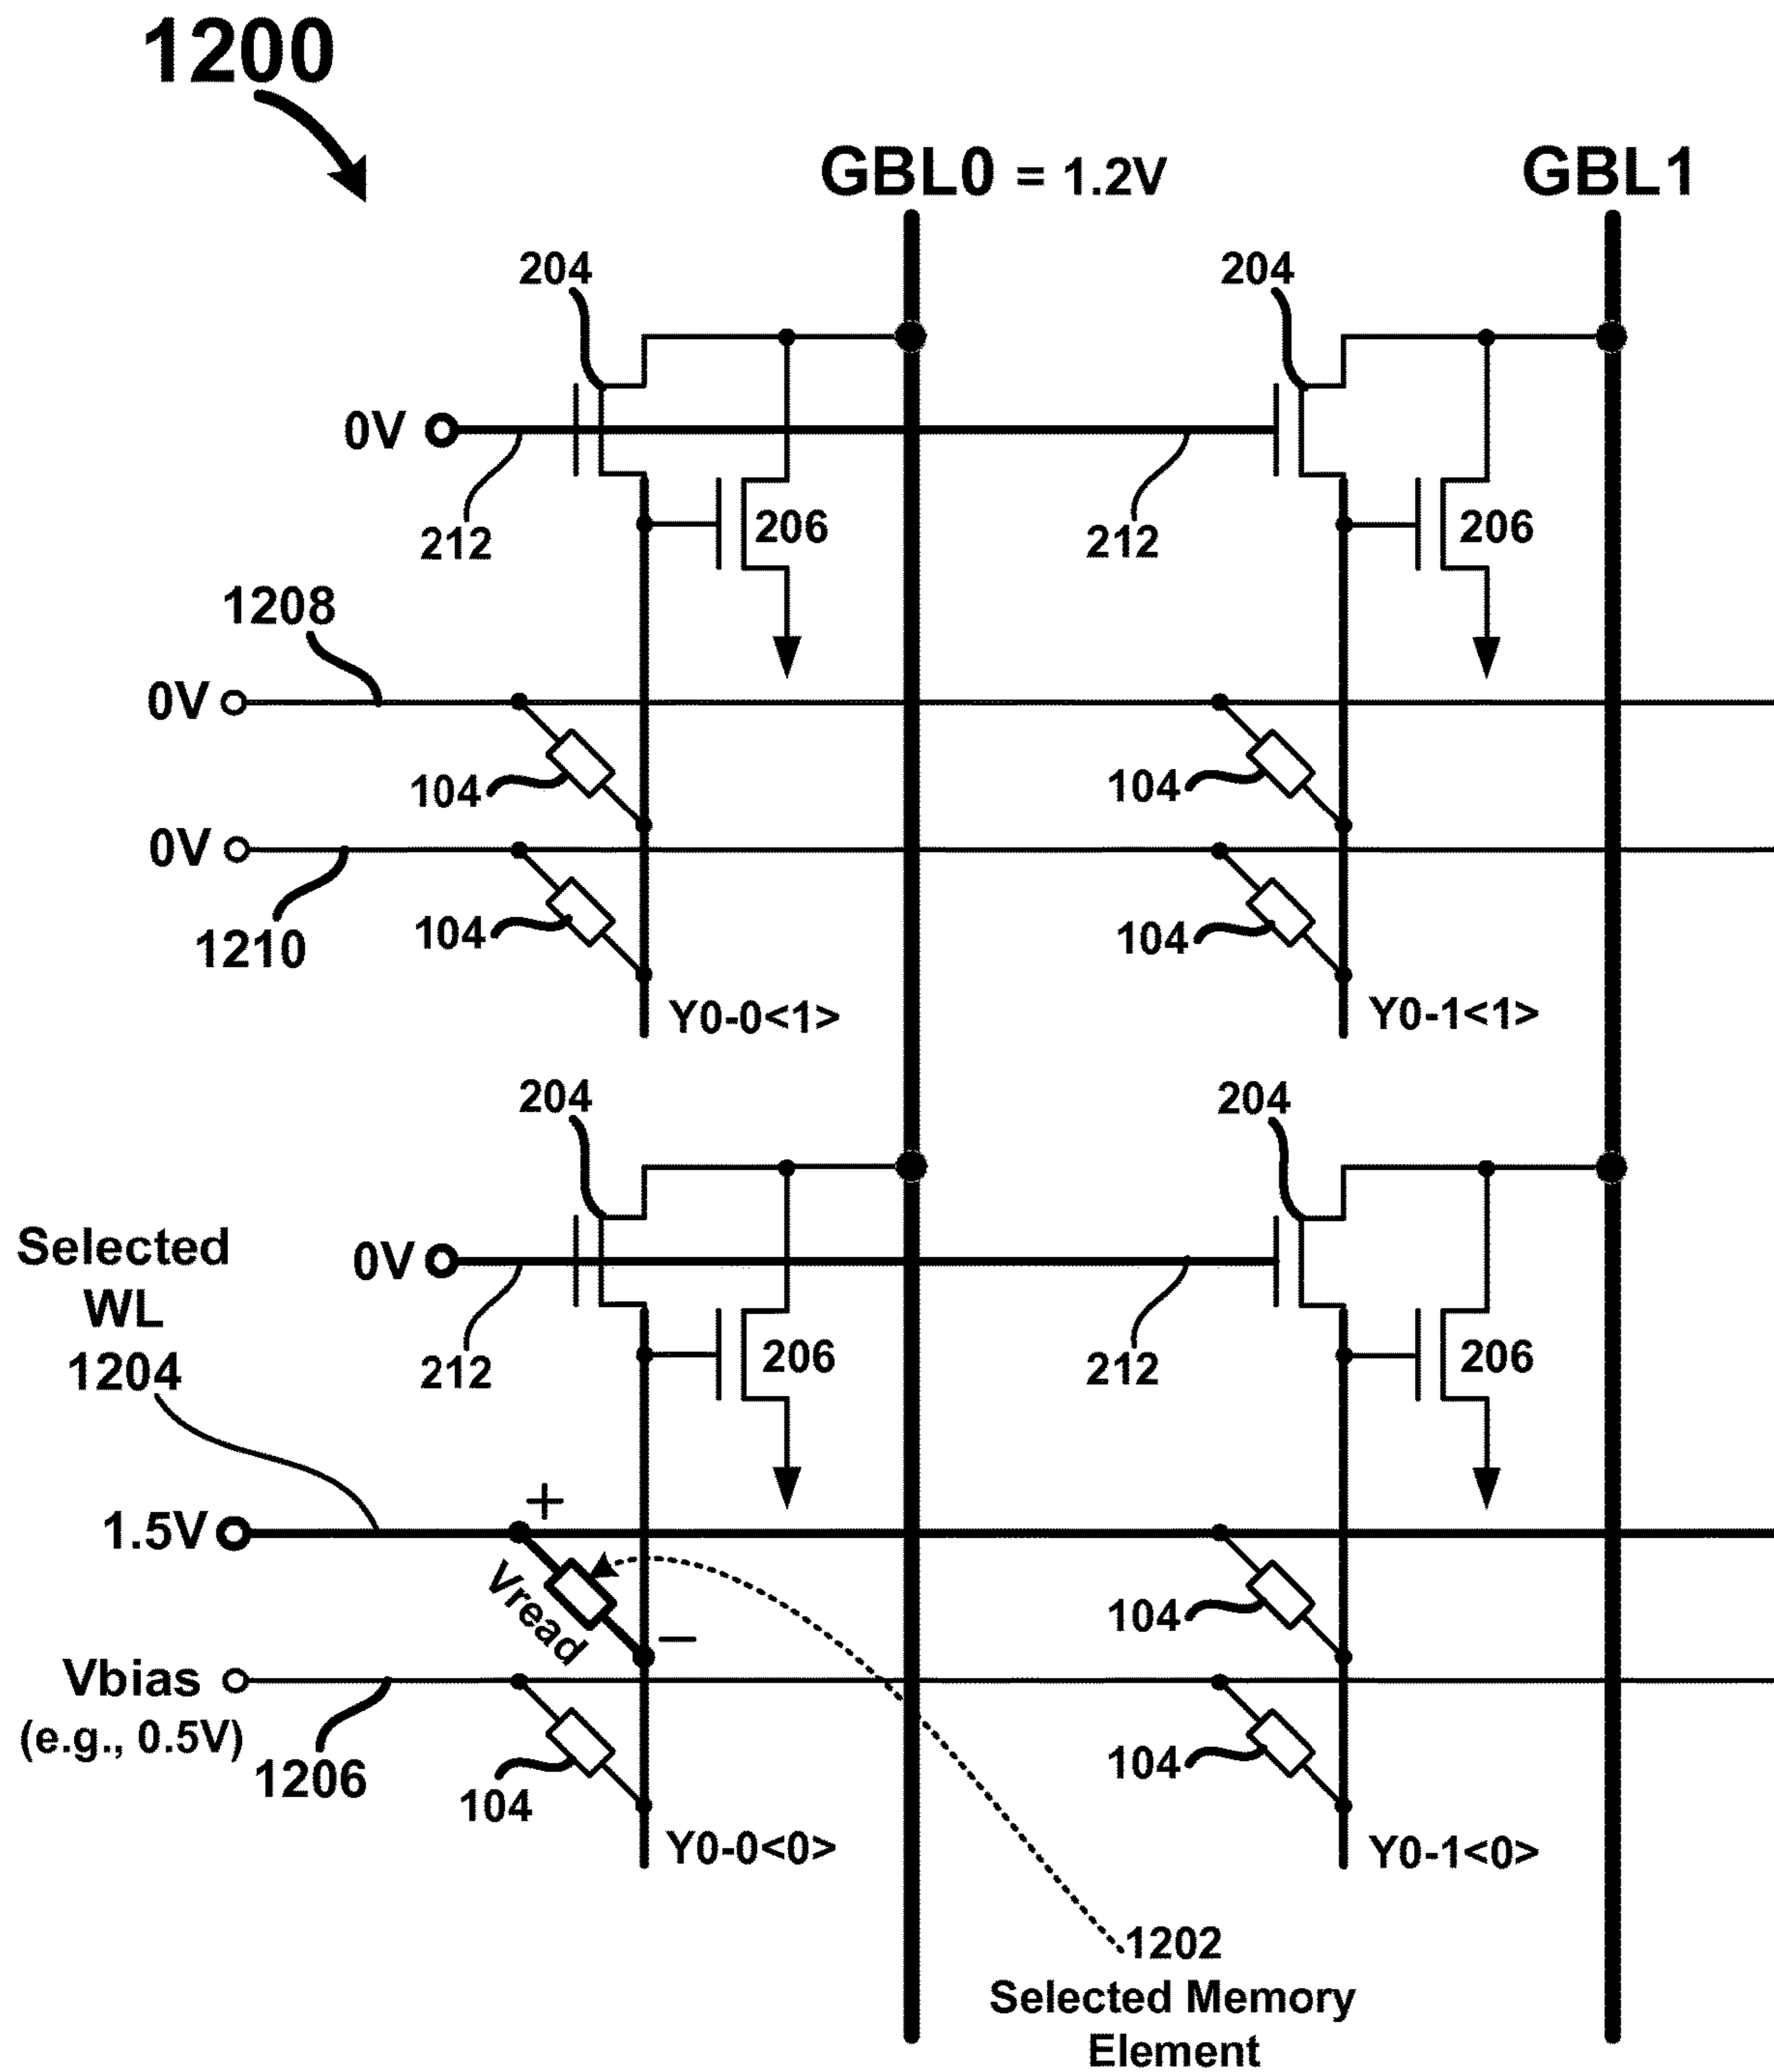 1200
GBL0 = 1.2V
GBL1
204
204
0V
212
206
212
206
1208
0V
104
104
0V
104
104
1210
Y0-0<1>
Y0-1<1>
204
204
Selected
WL
1204
0V
212
206
212
206
+
1.5V
Vread
104
−
Vbias
(e.g., 0.5V)
1206
104
104
Y0-0<0>
Y0-1<0>
1202
Selected Memory
Element